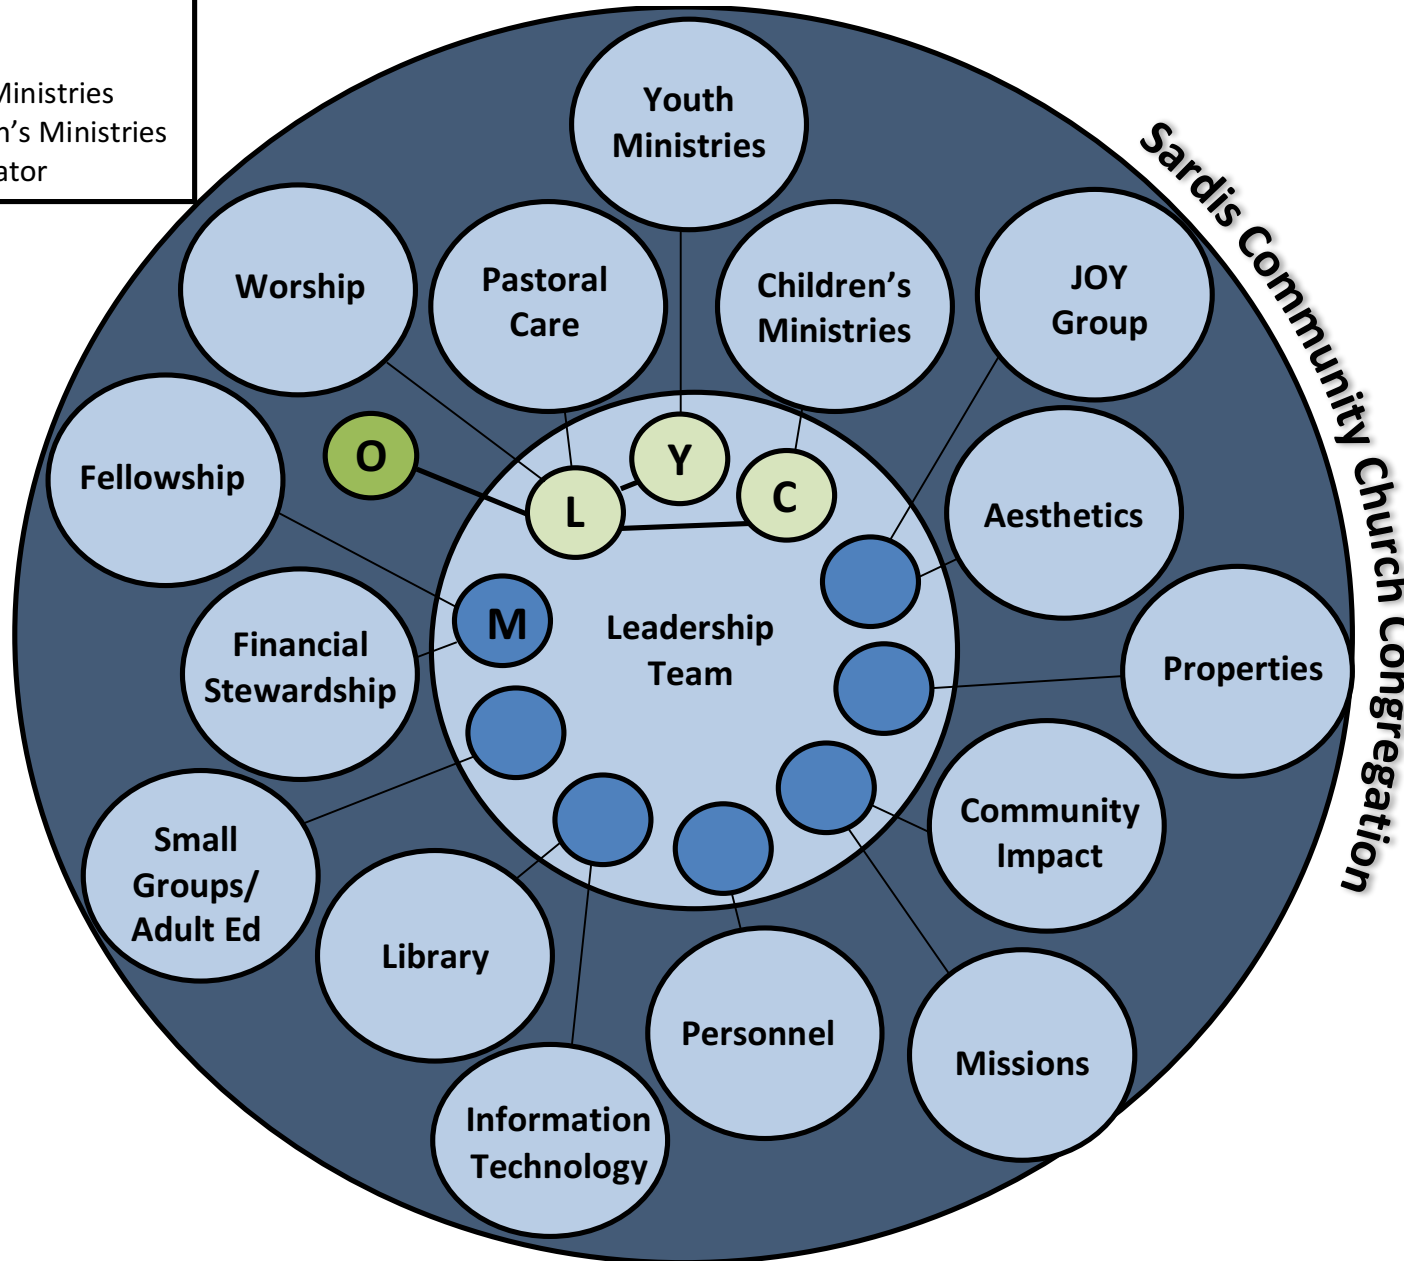 Ministries
n’s Ministries
ator
Sardis Community Church Congregation
Youth
Ministries
Worship
Pastoral
Care
Children’s
Ministries
JOY
Group
Fellowship
O
L
Y
C
Aesthetics
M
Leadership
Team
Financial
Stewardship
Properties
Small
Groups/
Adult Ed
Community
Impact
Library
Personnel
Missions
Information
Technology